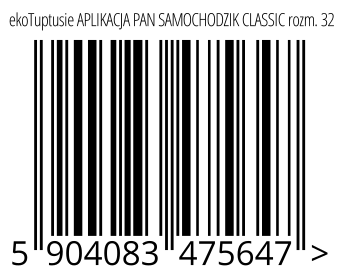 ekoTuptusie APLIKACJA PAN SAMOCHODZIK CLASSIC rozm. 32
5 904083 475647 >